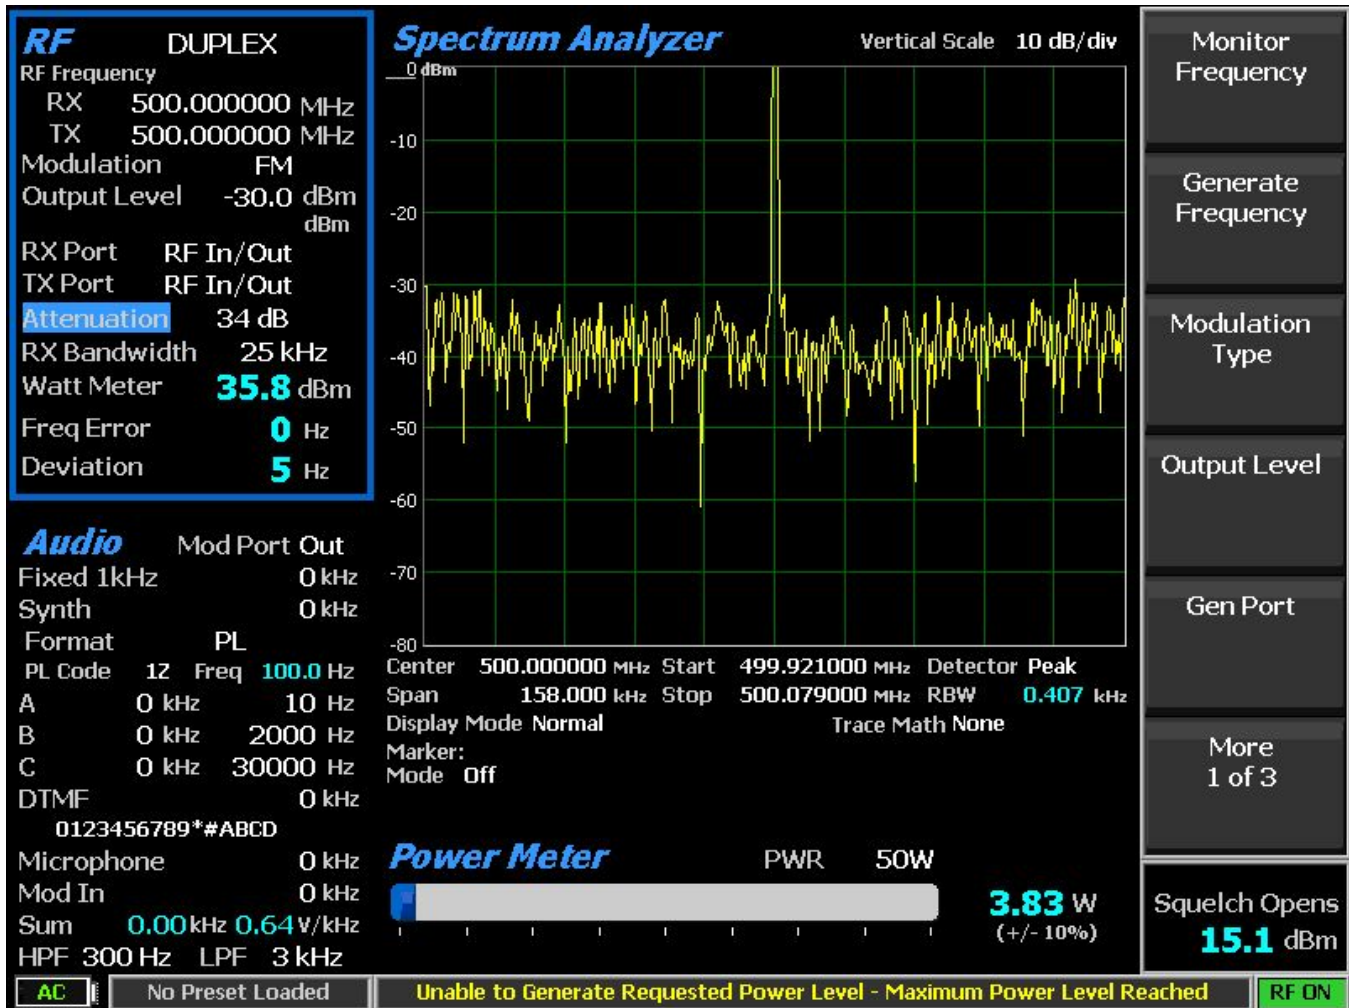 RF DUPLEX
RF Frequency
RX 500.000000 MHz
TX 500.000000 MHz
Modulation FM
Output Level -30.0 dBm
dBm
RX Port RF In/Out
TX Port RF In/Out
Attenuation 34 dB
RX Bandwidth 25 kHz
Watt Meter 35.8 dBm
Freq Error 0 Hz
Deviation 5 Hz
Audio Mod Port Out
Fixed 1kHz 0 kHz
Synth 0 kHz
Format PL
PL Code 1Z Freq 100.0 Hz
A 0 kHz 10 Hz
B 0 kHz 2000 Hz
C 0 kHz 30000 Hz
DTMF 0 kHz
0123456789*#ABCD
Microphone 0 kHz
Mod In 0 kHz
Sum 0.00 kHz 0.64 V/kHz
HPF 300 Hz LPF 3 kHz
Spectrum Analyzer Vertical Scale 10 dB/div
0 dBm
-10
-20
-30
-40
-50
-60
-70
-80
Center 500.000000 MHz Start 499.921000 MHz Detector Peak
Span 158.000 kHz Stop 500.079000 MHz RBW 0.407 kHz
Display Mode Normal Trace Math None
Marker:
Mode Off
Power Meter PWR 50W
3.83 W
(+/- 10%)
Monitor
Frequency
Generate
Frequency
Modulation
Type
Output Level
Gen Port
More
1 of 3
Squelch Opens
15.1 dBm
AC No Preset Loaded Unable to Generate Requested Power Level - Maximum Power Level Reached RF ON